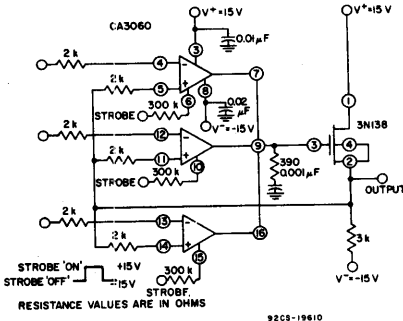 V⁺=15V
CA3060
0.01µF
V⁺=15V
2k
4
3
2k
5
6
8
7
1
STROBE
300 k
0.02
µF
V⁻=-15V
3N138
2k
12
9
3
4
2k
11
10
2
STROBE
300k
390
0.001µF
OUTPUT
2k
13
16
2k
14
15
3k
STROBE 'ON'
+15V
STROBE 'OFF'
-15V
300k
STROBE
V⁻=-15V
RESISTANCE VALUES ARE IN OHMS
92CS-19610